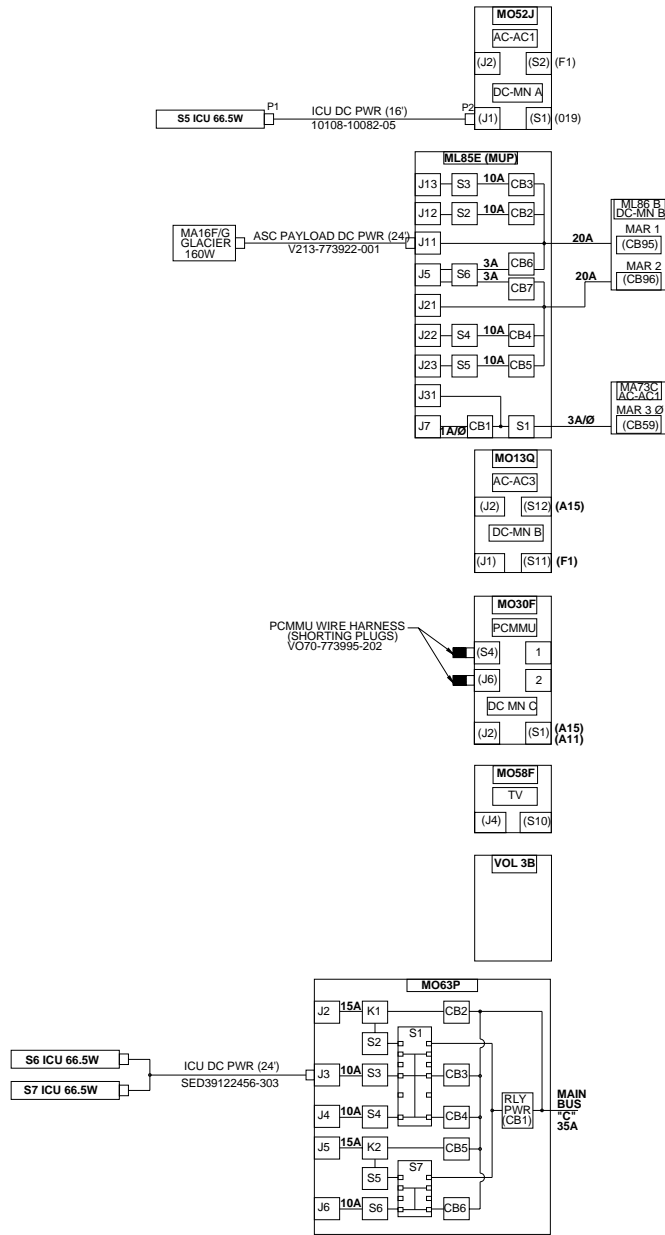 MO52J
AC-AC1
(J2) (S2) (F1)
DC-MN A
S5 ICU 66.5W P1 ICU DC PWR (16') P2 (J1) (S1) (019)
10108-10082-05
ML85E (MUP)
J13 S3 10A CB3
J12 S2 10A CB2
MA16F/G
GLACIER
160W
ASC PAYLOAD DC PWR (24')
V213-773922-001
J11
20A
ML86 B
DC-MN B
MAR 1
(CB95)
J5 S6 3A CB6
3A CB7
20A
MAR 2
(CB96)
J21
J22 S4 10A CB4
J23 S5 10A CB5
J31
J7 1A/Ø CB1 S1 3A/Ø
MA73C
AC-AC1
MAR 3 Ø
(CB59)
MO13Q
AC-AC3
(J2) (S12) (A15)
DC-MN B
(J1) (S11) (F1)
MO30F
PCMMU
PCMMU WIRE HARNESS
(SHORTING PLUGS)
VO70-773995-202
(S4) 1
(J6) 2
DC MN C
(J2) (S1) (A15)
(A11)
MO58F
TV
(J4) (S10)
VOL 3B
MO63P
J2 15A K1 CB2
S2 S1
S6 ICU 66.5W
S7 ICU 66.5W
ICU DC PWR (24')
SED39122456-303
J3 10A S3 CB3
J4 10A S4 CB4
RLY
PWR
(CB1)
MAIN
BUS
"C"
35A
J5 15A K2 CB5
S5 S7
J6 10A S6 CB6